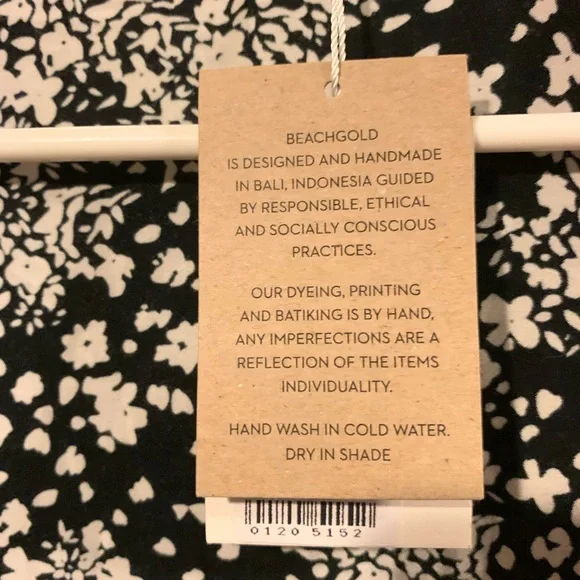 BEACHGOLD
IS DESIGNED AND HANDMADE
IN BALI, INDONESIA GUIDED
BY RESPONSIBLE, ETHICAL
AND SOCIALLY CONSCIOUS
PRACTICES.
OUR DYEING, PRINTING
AND BATIKING IS BY HAND,
ANY IMPERFECTIONS ARE A
REFLECTION OF THE ITEMS
INDIVIDUALITY.
HAND WASH IN COLD WATER.
DRY IN SHADE
0120 5152